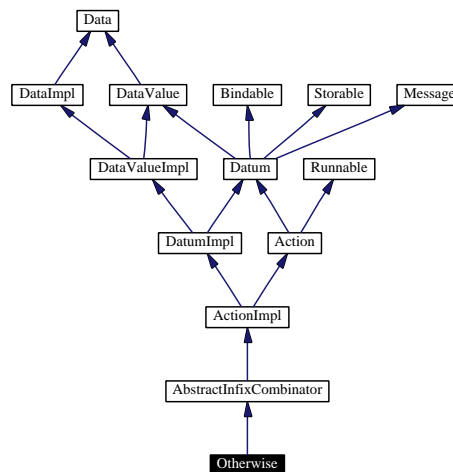 Data
DataImpl DataValue Bindable Storable Message
DataValueImpl Datum Runnable
DatumImpl Action
ActionImpl
AbstractInfixCombinator
Otherwise